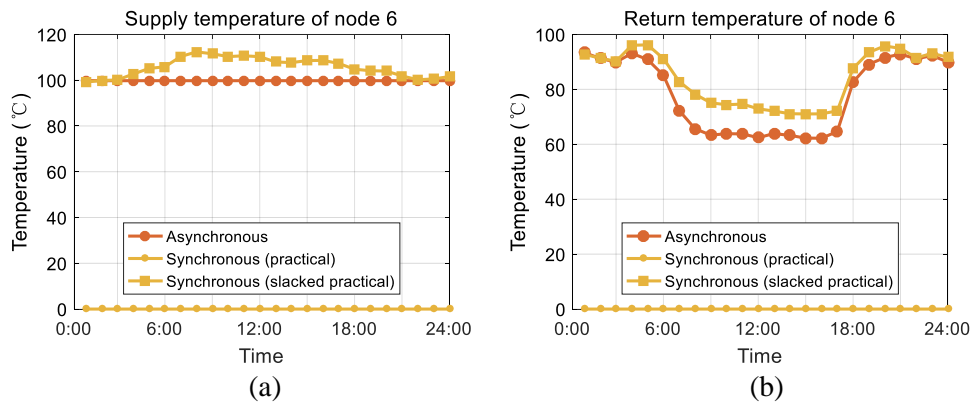 Supply temperature of node 6
120
100
80
60
40
20
0
Temperature (℃)
Asynchronous
Synchronous (practical)
Synchronous (slacked practical)
0:00 6:00 12:00 18:00 24:00
Time
(a)
Return temperature of node 6
100
80
60
40
20
0
Temperature (℃)
Asynchronous
Synchronous (practical)
Synchronous (slacked practical)
0:00 6:00 12:00 18:00 24:00
Time
(b)